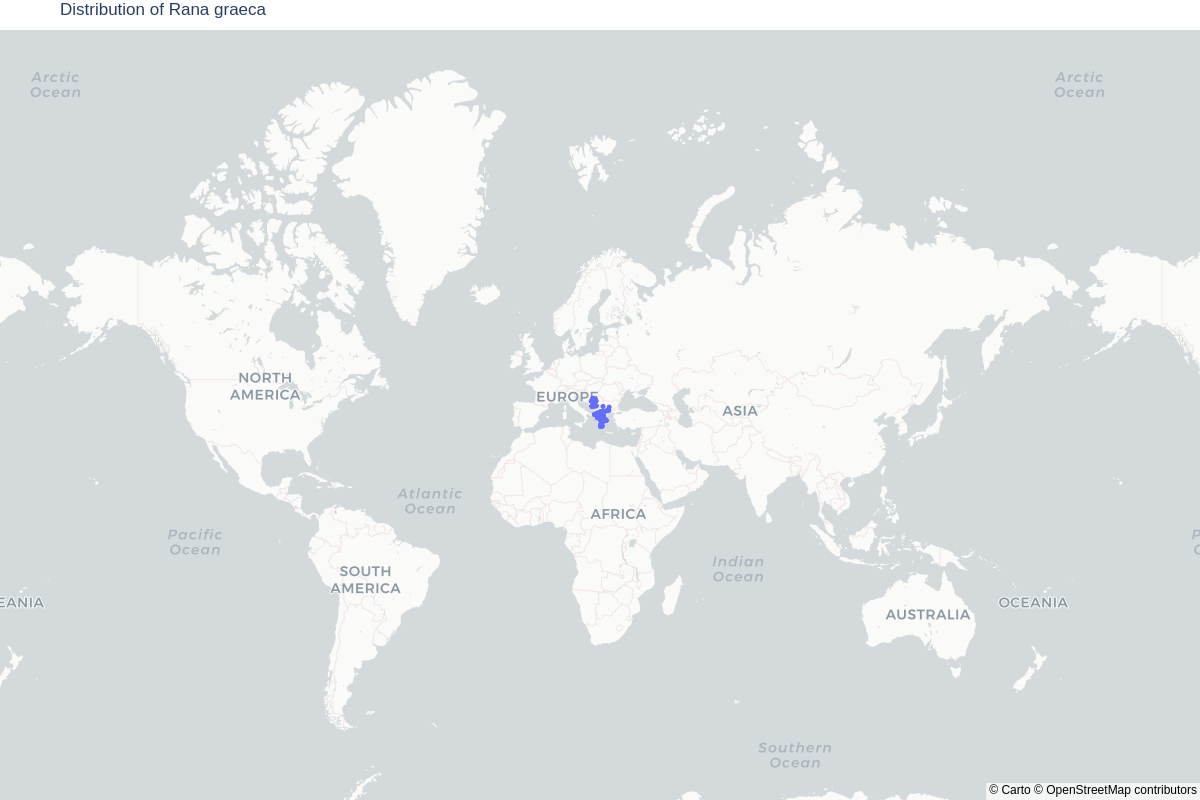 Distribution of Rana graeca
Arctic
Ocean
Arctic
Ocean
NORTH
AMERICA
EUROPE
ASIA
Atlantic
Ocean
AFRICA
Pacific
Ocean
Indian
Ocean
SOUTH
AMERICA
EANIA
AUSTRALIA
OCEANIA
Southern
Ocean
© Carto © OpenStreetMap contributors